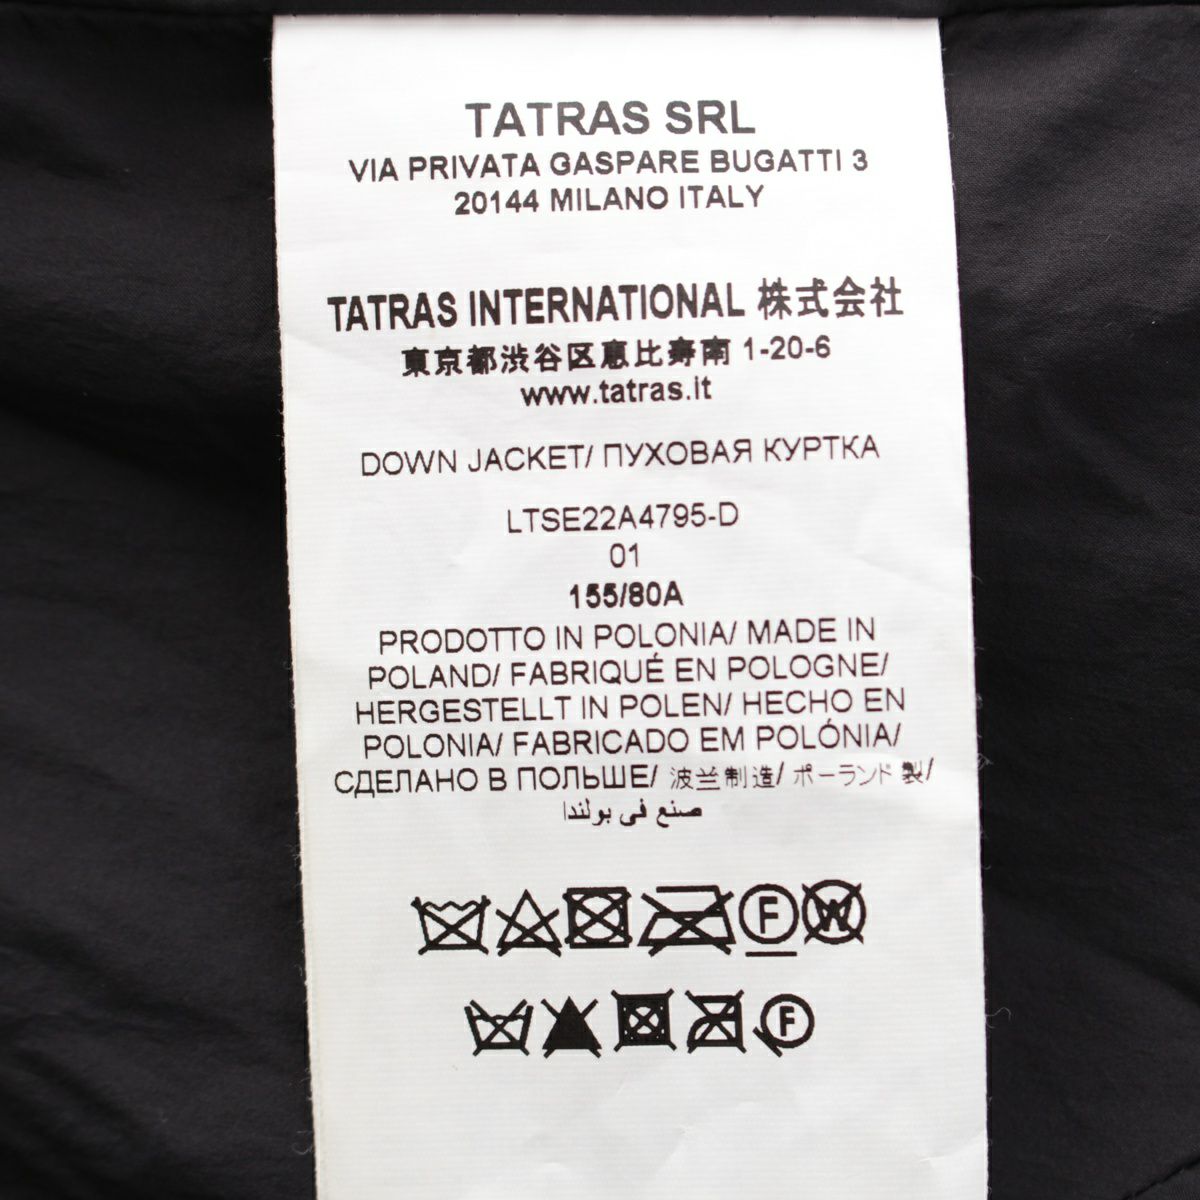 TATRAS SRL
VIA PRIVATA GASPARE BUGATTI 3
20144 MILANO ITALY
TATRAS INTERNATIONAL 株式会社
東京都渋谷区恵比寿南 1-20-6
www.tatras.it
DOWN JACKET/ ПУХОВАЯ КУРТКА
LTSE22A4795-D
01
155/80A
PRODOTTO IN POLONIA/ MADE IN
POLAND/ FABRIQUÉ EN POLOGNE/
HERGESTELLT IN POLEN/ HECHO EN
POLONIA/ FABRICADO EM POLÓNIA/
СДЕЛАНО В ПОЛЬШЕ/ 波兰制造/ ポーランド 製/
صنع في بولندا
F W
F